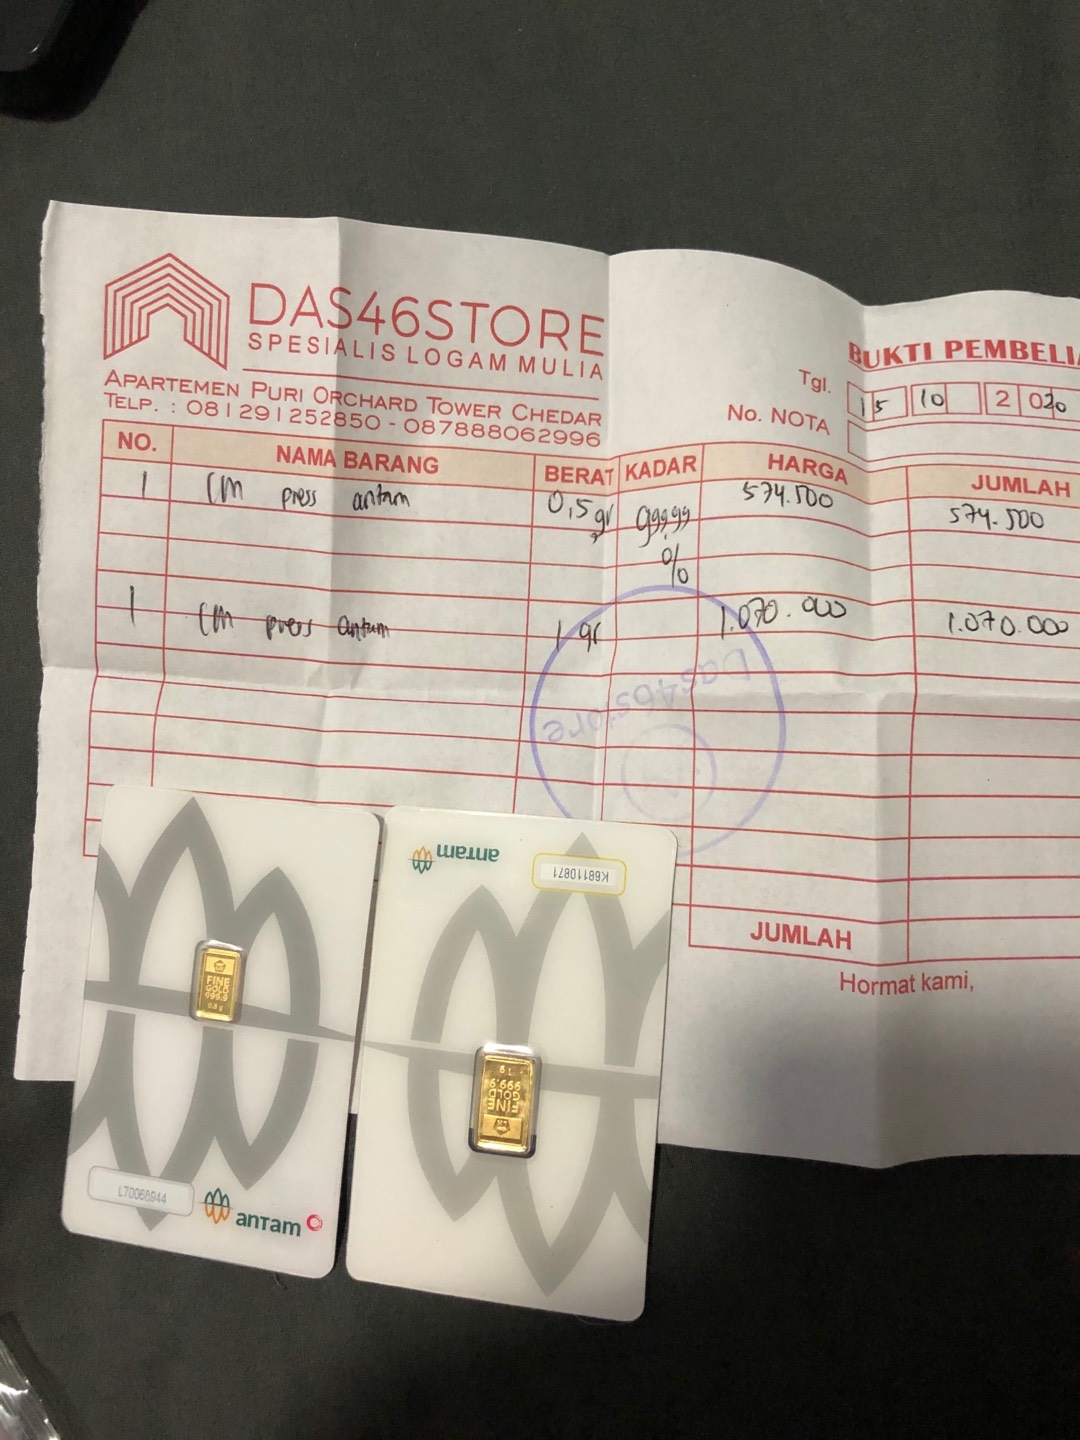 DAS46STORE
SPESIALIS LOGAM MULIA
APARTEMEN PURI ORCHARD TOWER CHEDAR
TELP. : 081291252850 - 087888062996
BUKTI PEMBELIA
Tgl. 15 10 2020
No. NOTA
NO. NAMA BARANG BERAT KADAR HARGA JUMLAH
1 LM press antam 0,5 gr 99,99 % 574.500 574.500
1 LM press antam 1 gr 1.070.000 1.070.000
Das46store
JUMLAH
Hormat kami,
FINE
GOLD
999.9
0.5 g
L70068944
antam
antam
K68110871
FINE
GOLD
999.9
1 g